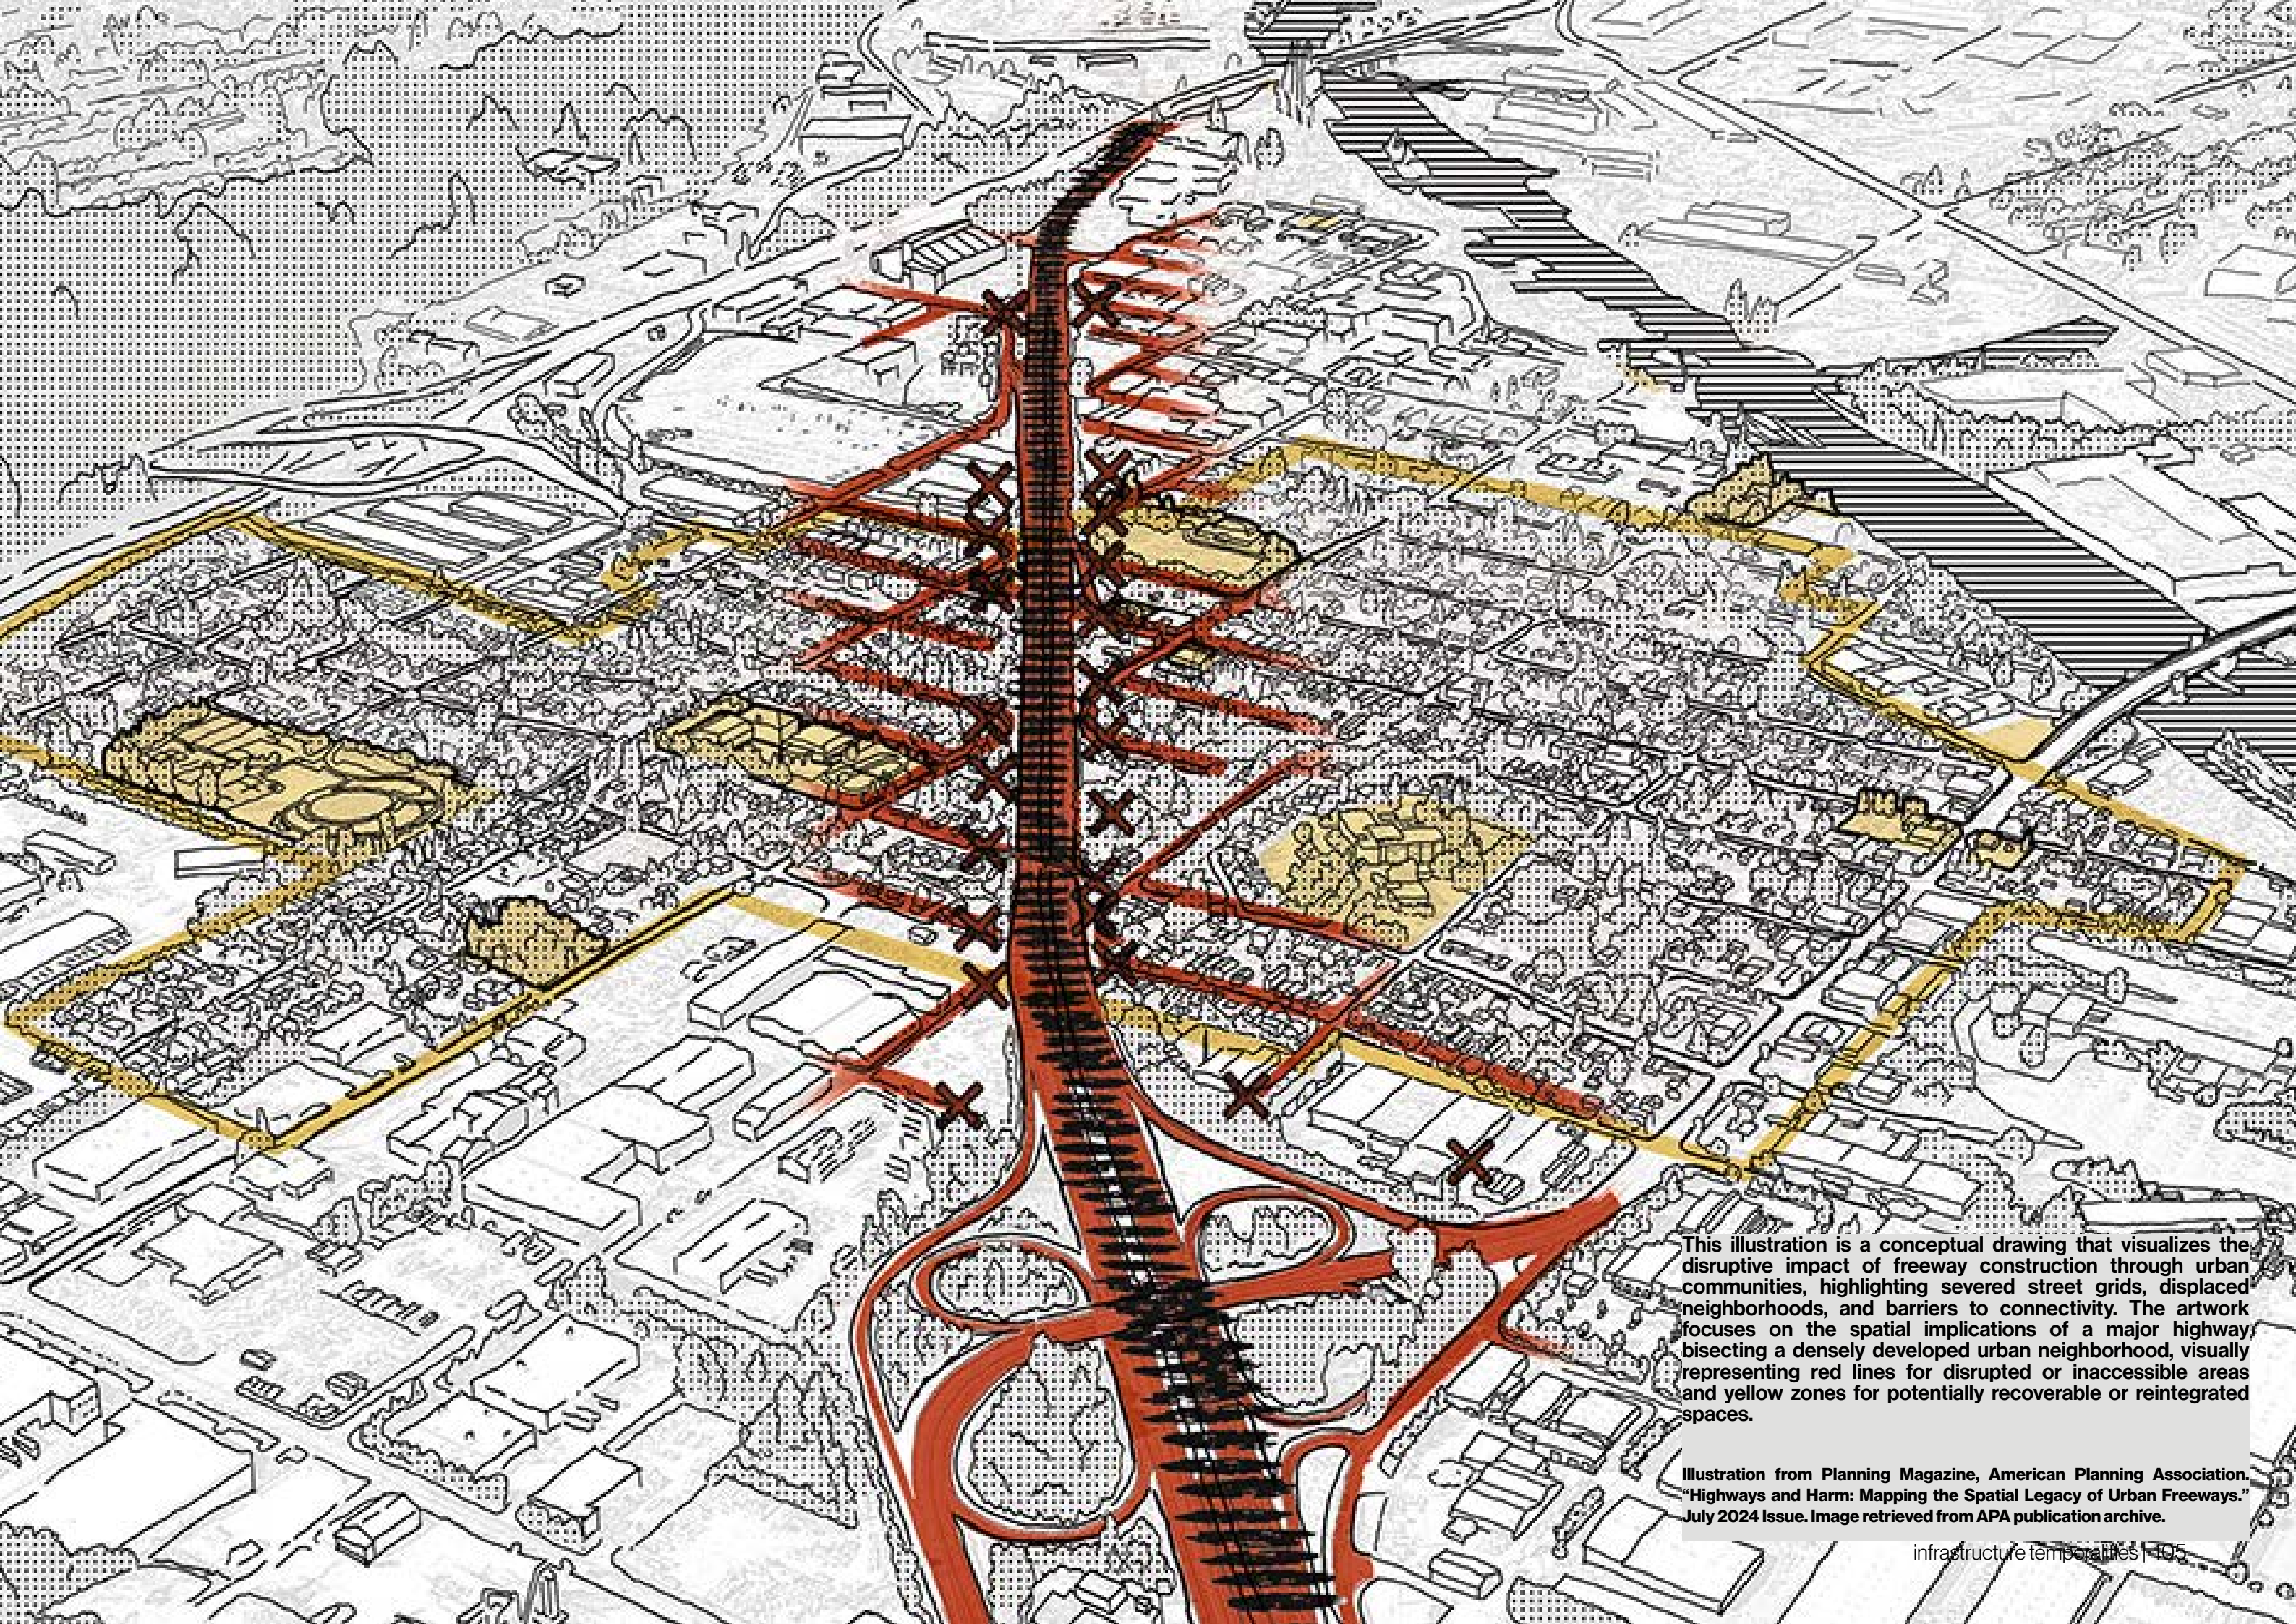 This illustration is a conceptual drawing that visualizes the
disruptive impact of freeway construction through urban
communities, highlighting severed street grids, displaced
neighborhoods, and barriers to connectivity. The artwork
focuses on the spatial implications of a major highway
bisecting a densely developed urban neighborhood, visually
representing red lines for disrupted or inaccessible areas
and yellow zones for potentially recoverable or reintegrated
spaces.
Illustration from Planning Magazine, American Planning Association.
“Highways and Harm: Mapping the Spatial Legacy of Urban Freeways.”
July 2024 Issue. Image retrieved from APA publication archive.
infrastructure temporalities | 105